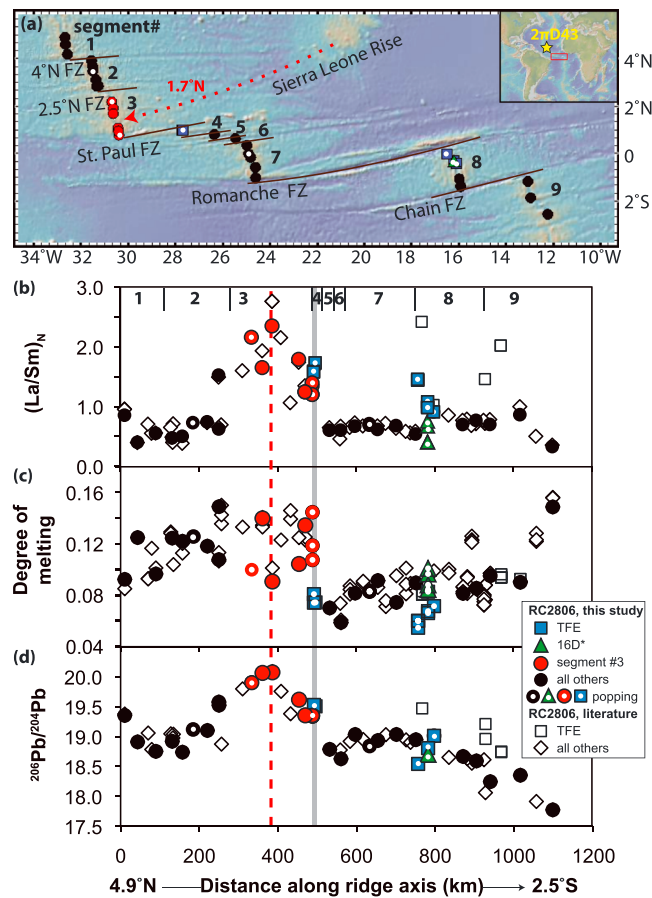 (a)
segment#
2πD43
1
4˚N FZ
2
Sierra Leone Rise
4˚N
2.5˚N FZ
3
1.7˚N
2˚N
St. Paul FZ
4
5
6
7
0
8
Romanche FZ
Chain FZ
9
2˚S
34˚W 32 30 28 26 24 22 20 18 16 14 12 10˚W
(b)
1 2 3 4 5 6 7 8 9
(La/Sm)N
3.0
2.0
1.0
0.0
(c)
Degree of melting
0.16
0.12
0.08
0.04
(d)
206Pb/204Pb
20.0
19.5
19.0
18.5
18.0
17.5
RC2806, this study
TFE
16D*
segment #3
all others
popping
RC2806, literature
TFE
all others
0 200 400 600 800 1000 1200
4.9˚N Distance along ridge axis (km) → 2.5˚S